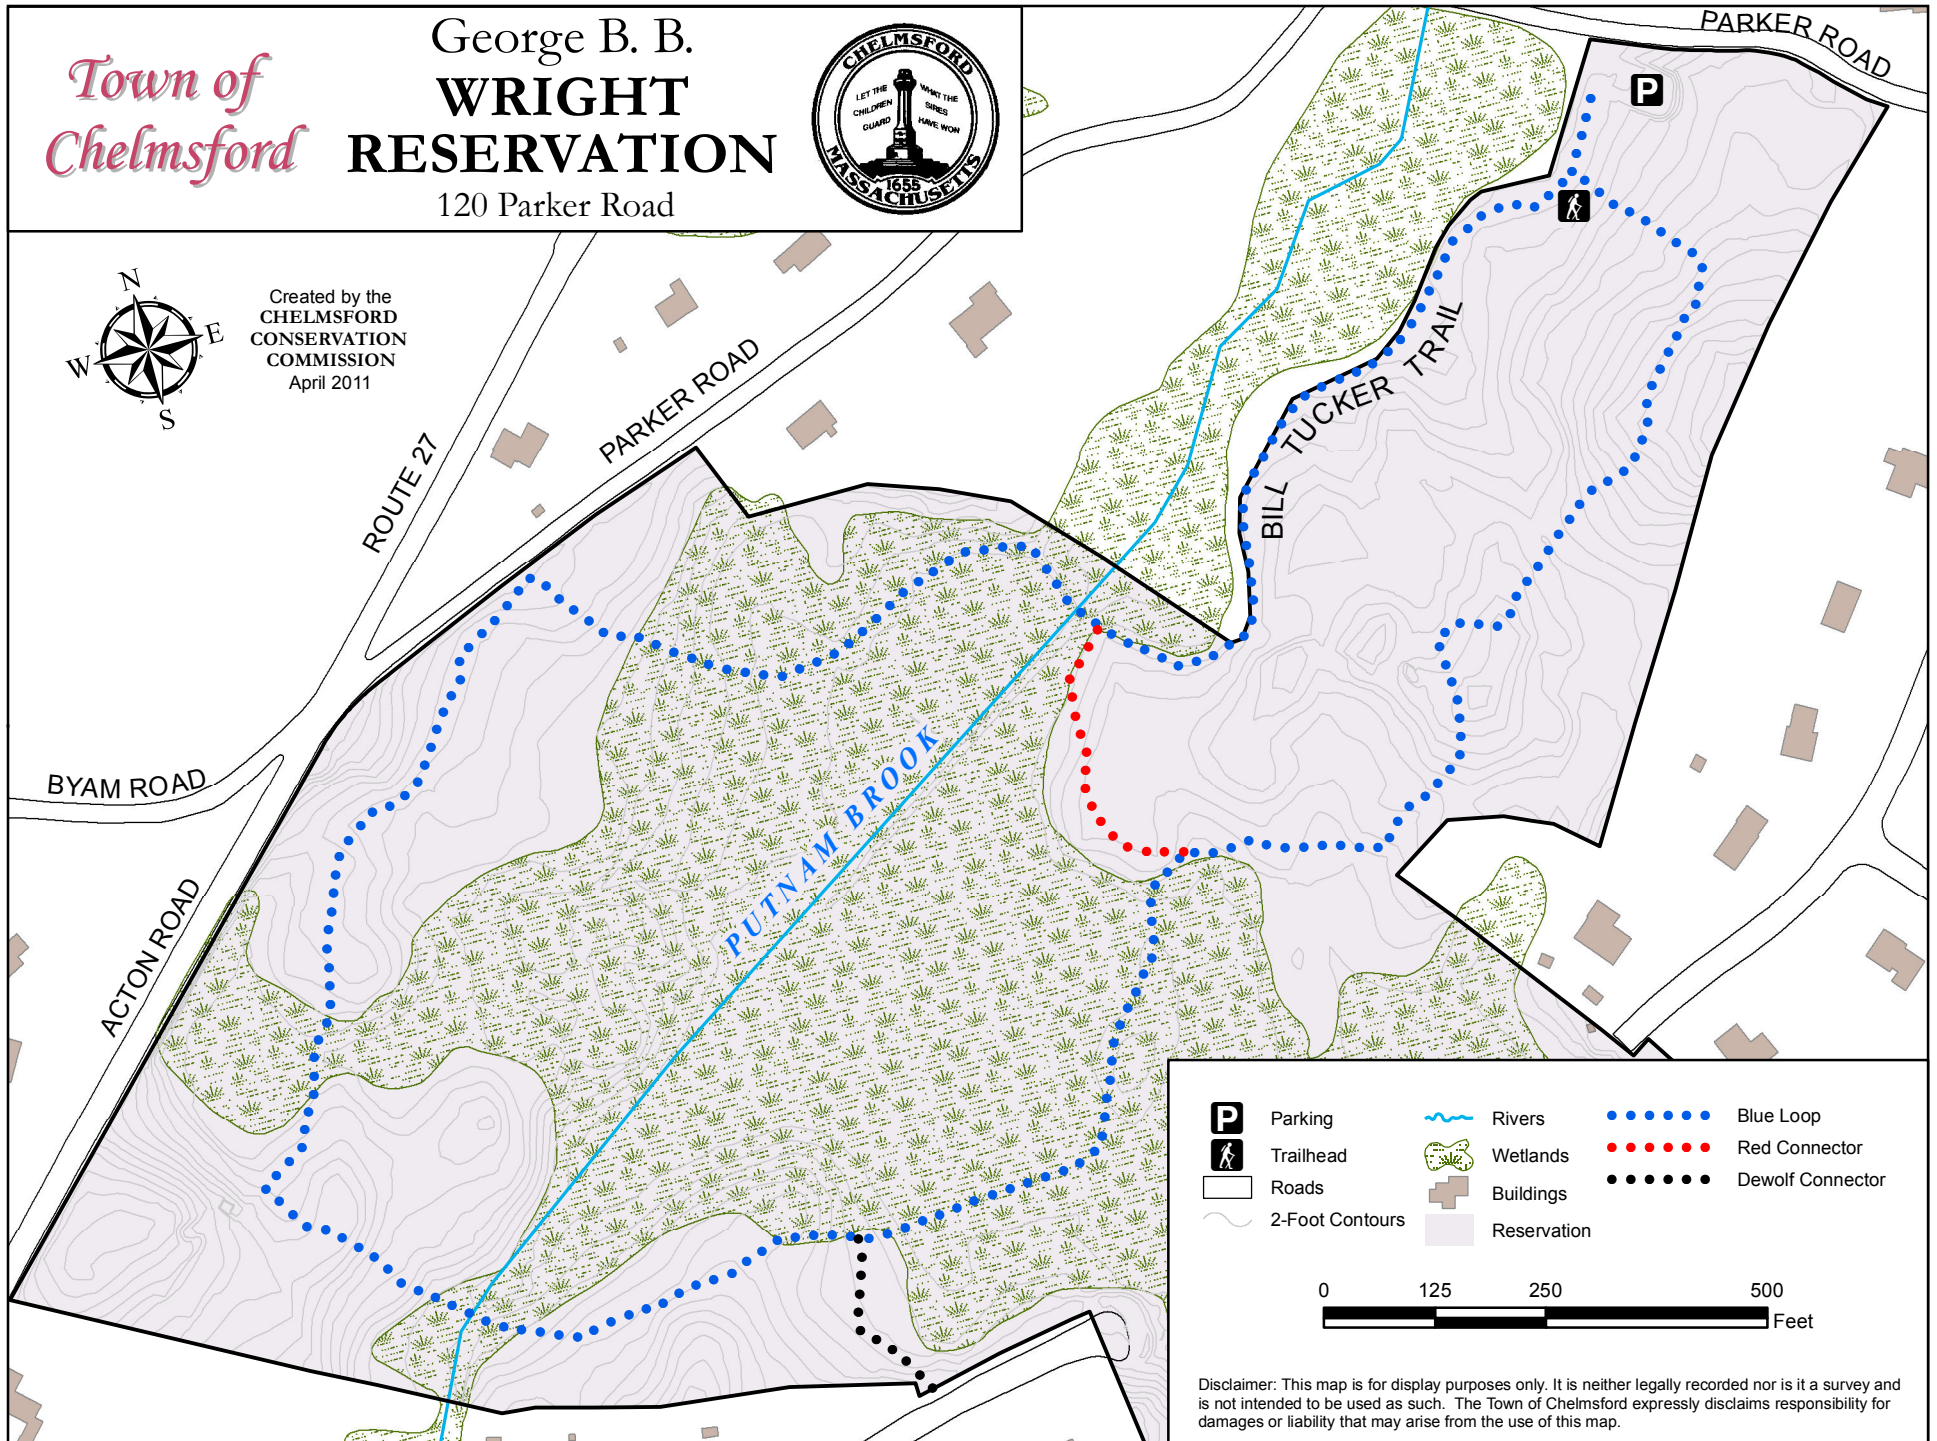 Town of
Chelmsford
George B. B.
WRIGHT
RESERVATION
120 Parker Road
CHELMSFORD
LET THE
CHILDREN
GUARD
WHAT THE
SIRES
HAVE WON
1655
MASSACHUSETTS
N
E
W
S
Created by the
CHELMSFORD
CONSERVATION
COMMISSION
April 2011
PARKER ROAD
P
BILL TUCKER TRAIL
PARKER ROAD
ROUTE 27
BYAM ROAD
ACTON ROAD
PUTNAM BROOK
P Parking
Trailhead
Roads
2-Foot Contours
Rivers
Wetlands
Buildings
Reservation
Blue Loop
Red Connector
Dewolf Connector
0 125 250 500
Feet
Disclaimer: This map is for display purposes only. It is neither legally recorded nor is it a survey and
is not intended to be used as such. The Town of Chelmsford expressly disclaims responsibility for
damages or liability that may arise from the use of this map.